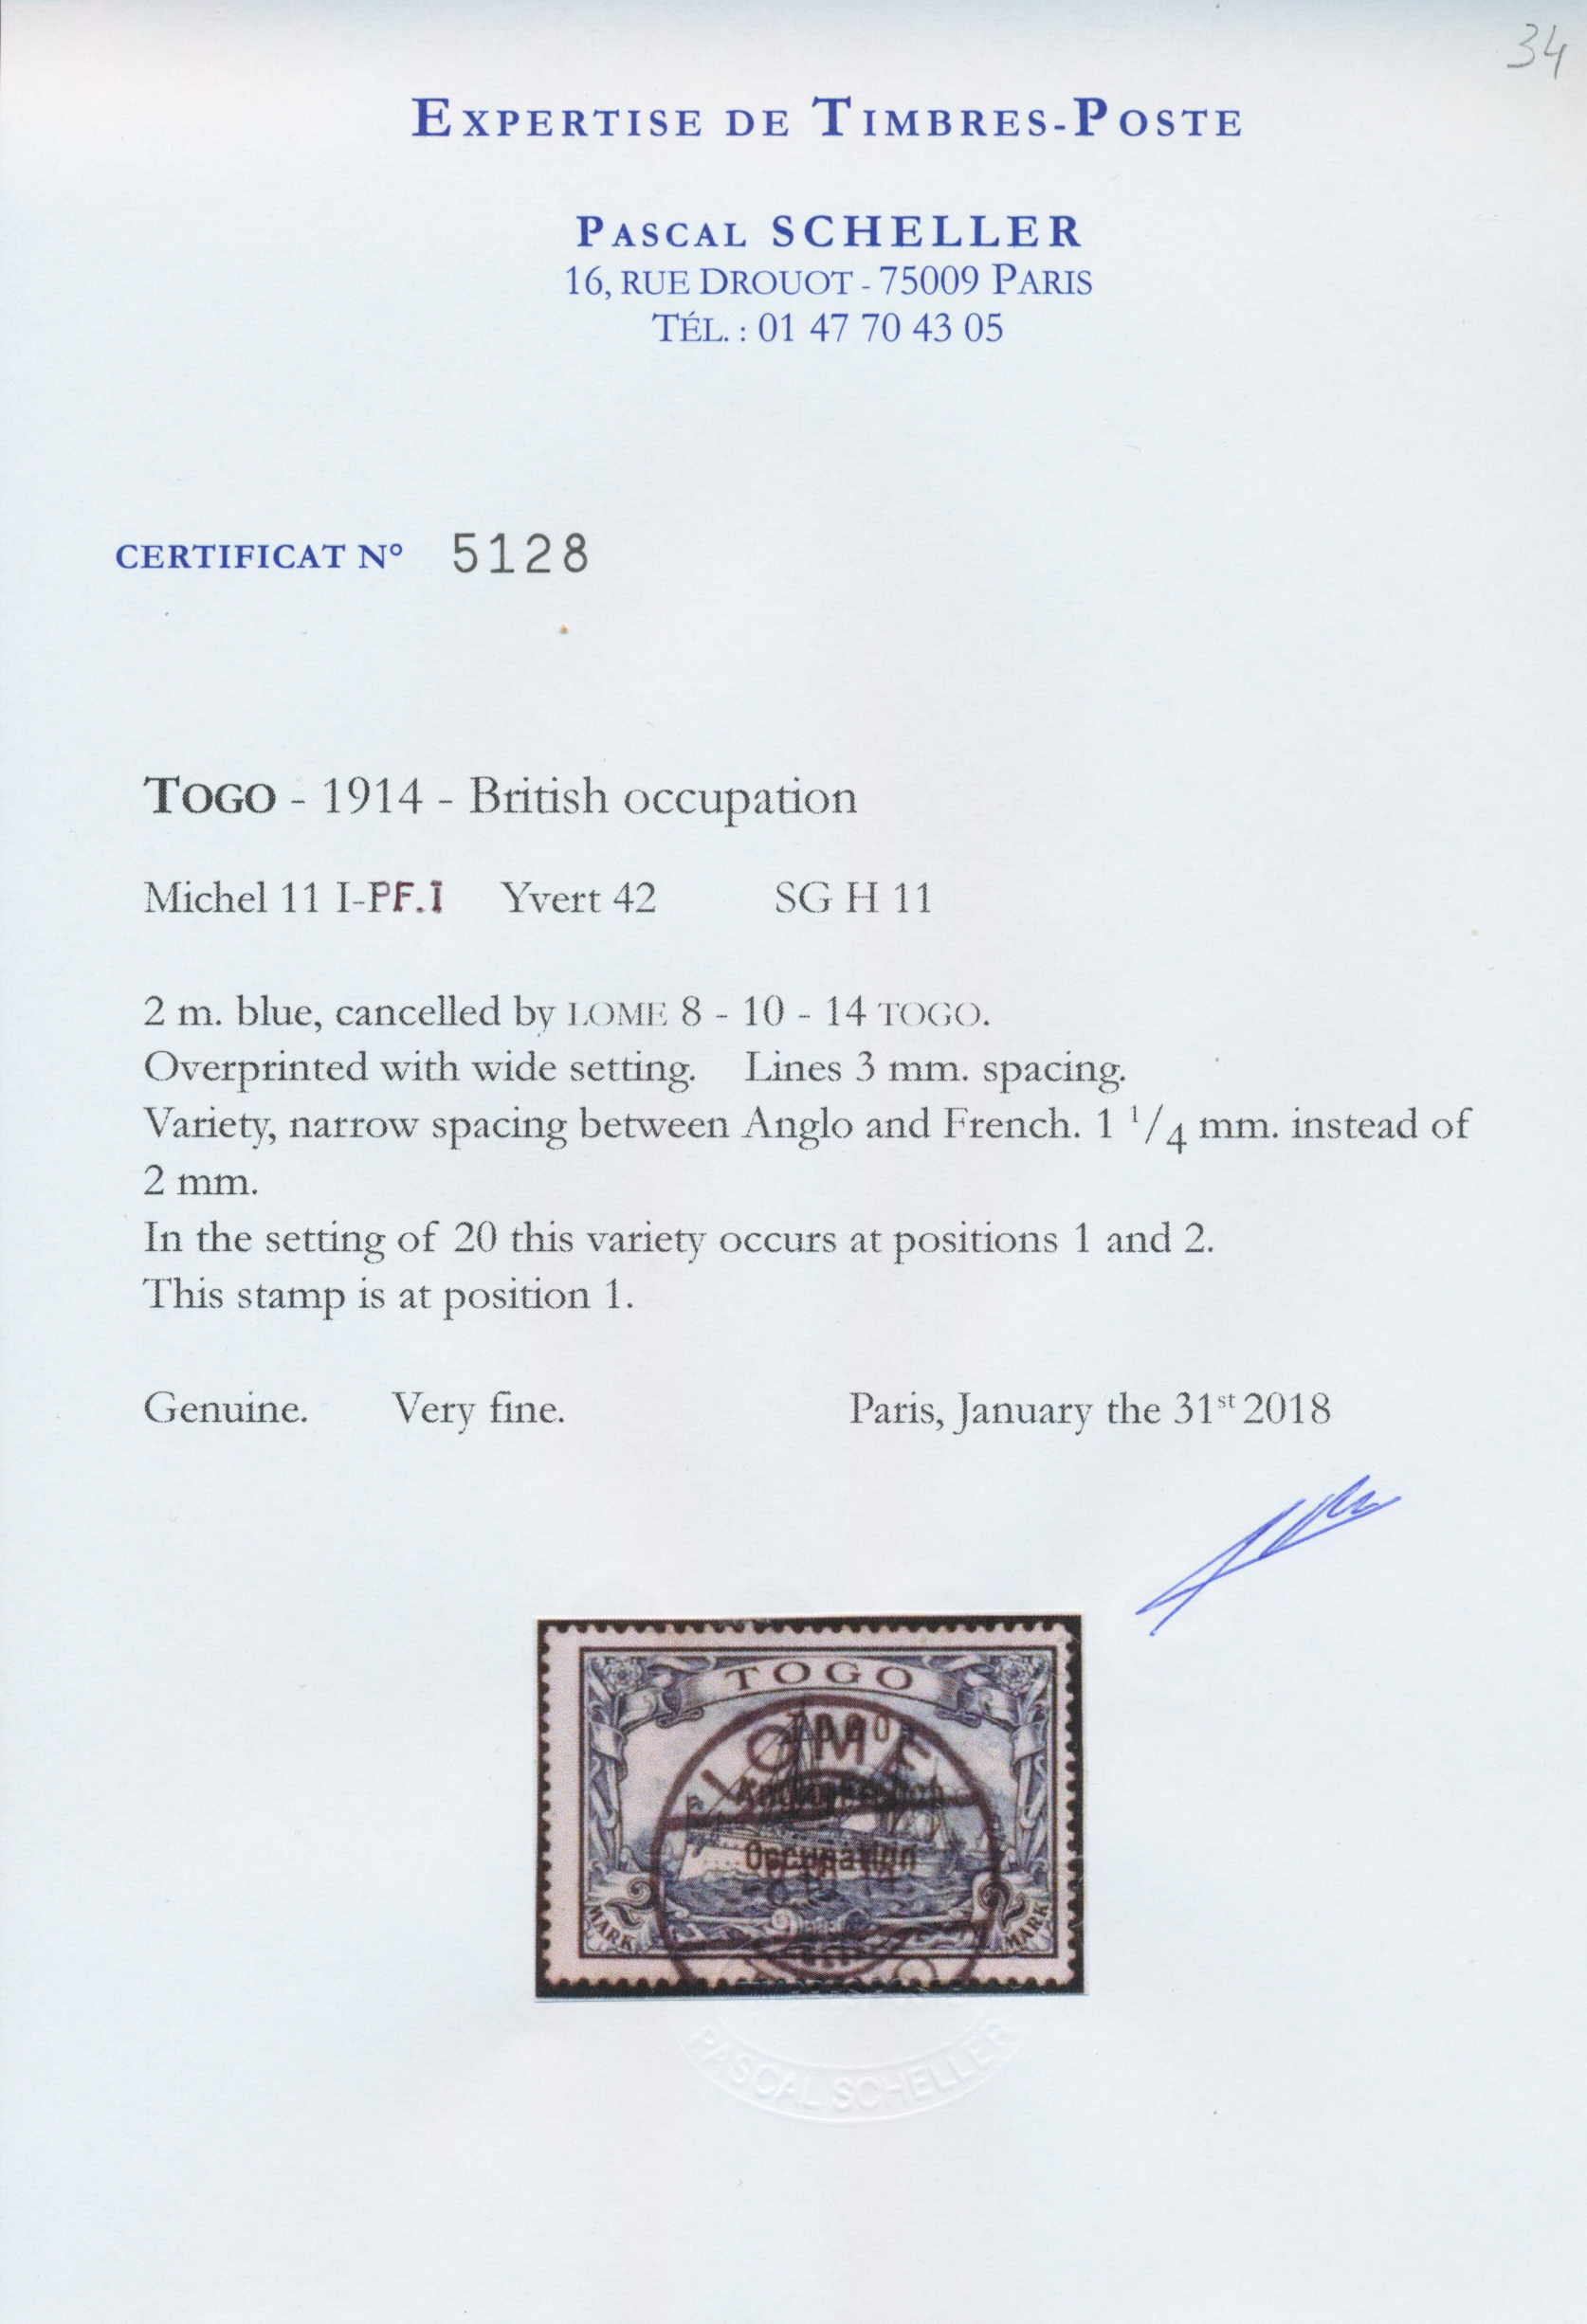 34
EXPERTISE DE TIMBRES-POSTE
PASCAL SCHELLER
16, RUE DROUOT - 75009 PARIS
TÉL. : 01 47 70 43 05
CERTIFICAT N° 5128
TOGO - 1914 - British occupation
Michel 11 I-PF.I Yvert 42 SG H 11
2 m. blue, cancelled by LOME 8 - 10 - 14 TOGO.
Overprinted with wide setting. Lines 3 mm. spacing.
Variety, narrow spacing between Anglo and French. 1 1/4 mm. instead of
2 mm.
In the setting of 20 this variety occurs at positions 1 and 2.
This stamp is at position 1.
Genuine. Very fine. Paris, January the 31st 2018
TOGO
LOME
Occupation
2 MARK 2 MARK
PASCAL SCHELLER